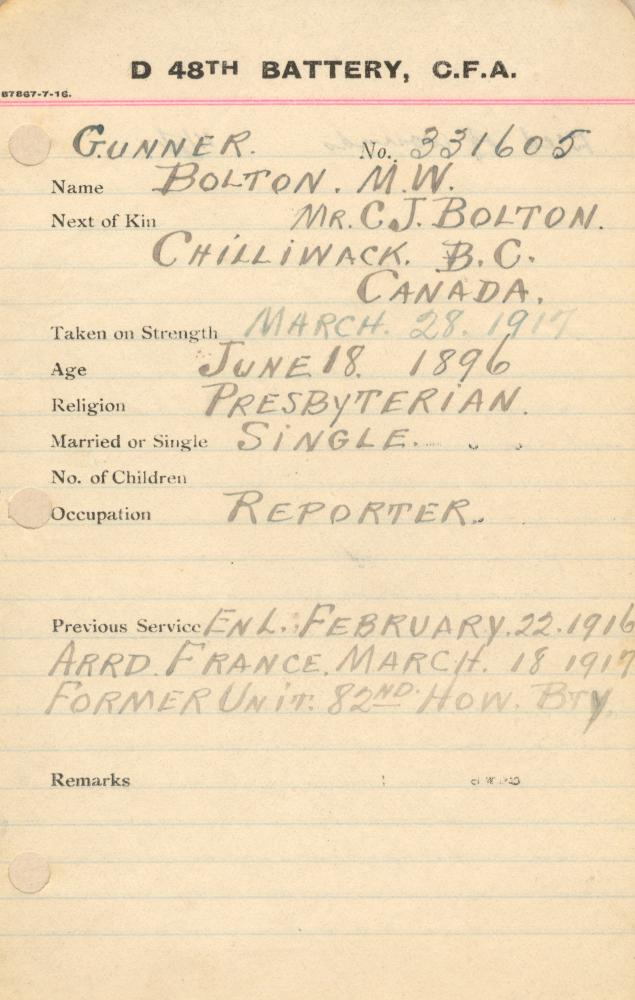 D 48TH BATTERY, C.F.A.
87867-7-16.
GUNNER. No. 331605
Name BOLTON. M.W.
Next of Kin MR. C.J. BOLTON.
CHILLIWACK. B.C.
CANADA.
Taken on Strength MARCH. 28. 1917
Age JUNE 18. 1896
Religion PRESBYTERIAN.
Married or Single SINGLE.
No. of Children
Occupation REPORTER.
Previous Service ENL. FEBRUARY. 22. 1916
ARRD. FRANCE. MARCH. 18 1917
FORMER UNIT. 82ND. HOW. BTY.
Remarks